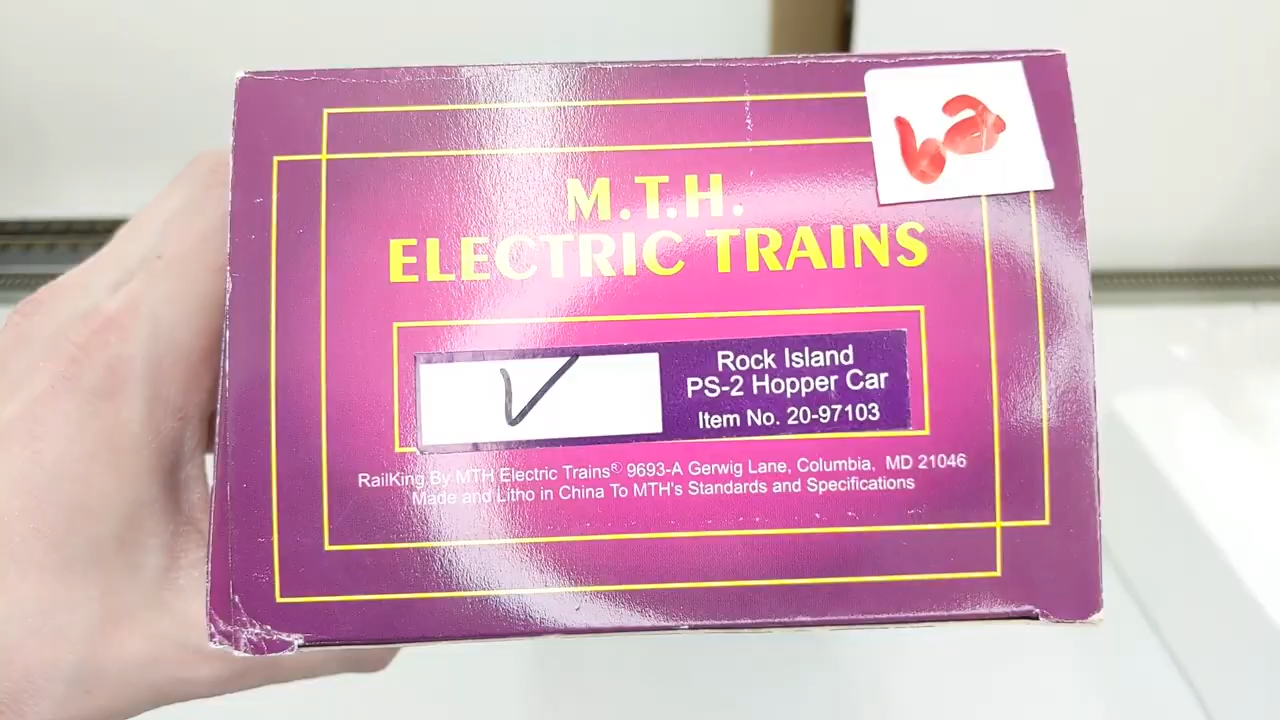 M.T.H.
ELECTRIC TRAINS
Rock Island
PS-2 Hopper Car
Item No. 20-97103
RailKing By MTH Electric Trains® 9693-A Gerwig Lane, Columbia, MD 21046
Made and Litho in China To MTH's Standards and Specifications